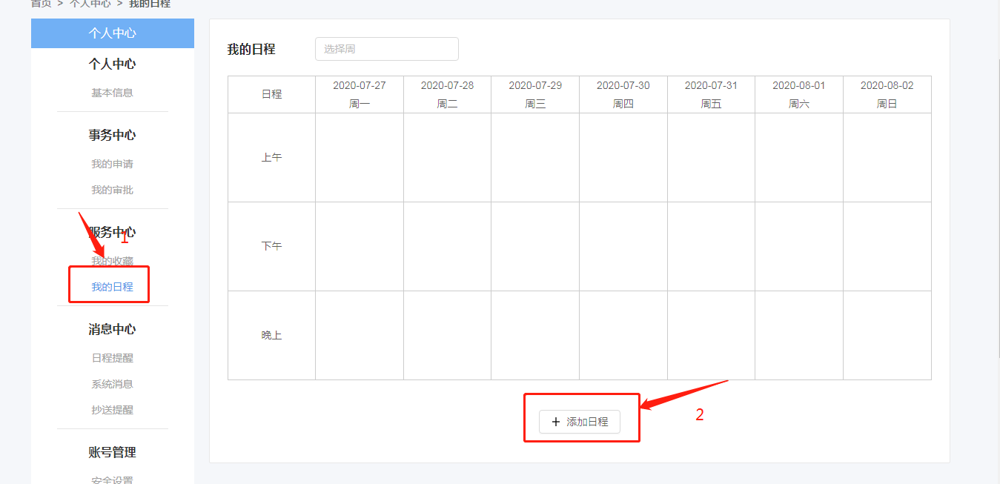 首页 > 个人中心 > 我的日程
个人中心
个人中心
基本信息
事务中心
我的申请
我的审批
服务中心
1
我的收藏
我的日程
消息中心
日程提醒
系统消息
抄送提醒
账号管理
安全设置
我的日程 选择周
日程 2020-07-27 周一 2020-07-28 周二 2020-07-29 周三 2020-07-30 周四 2020-07-31 周五 2020-08-01 周六 2020-08-02 周日
上午
下午
晚上
+ 添加日程
2